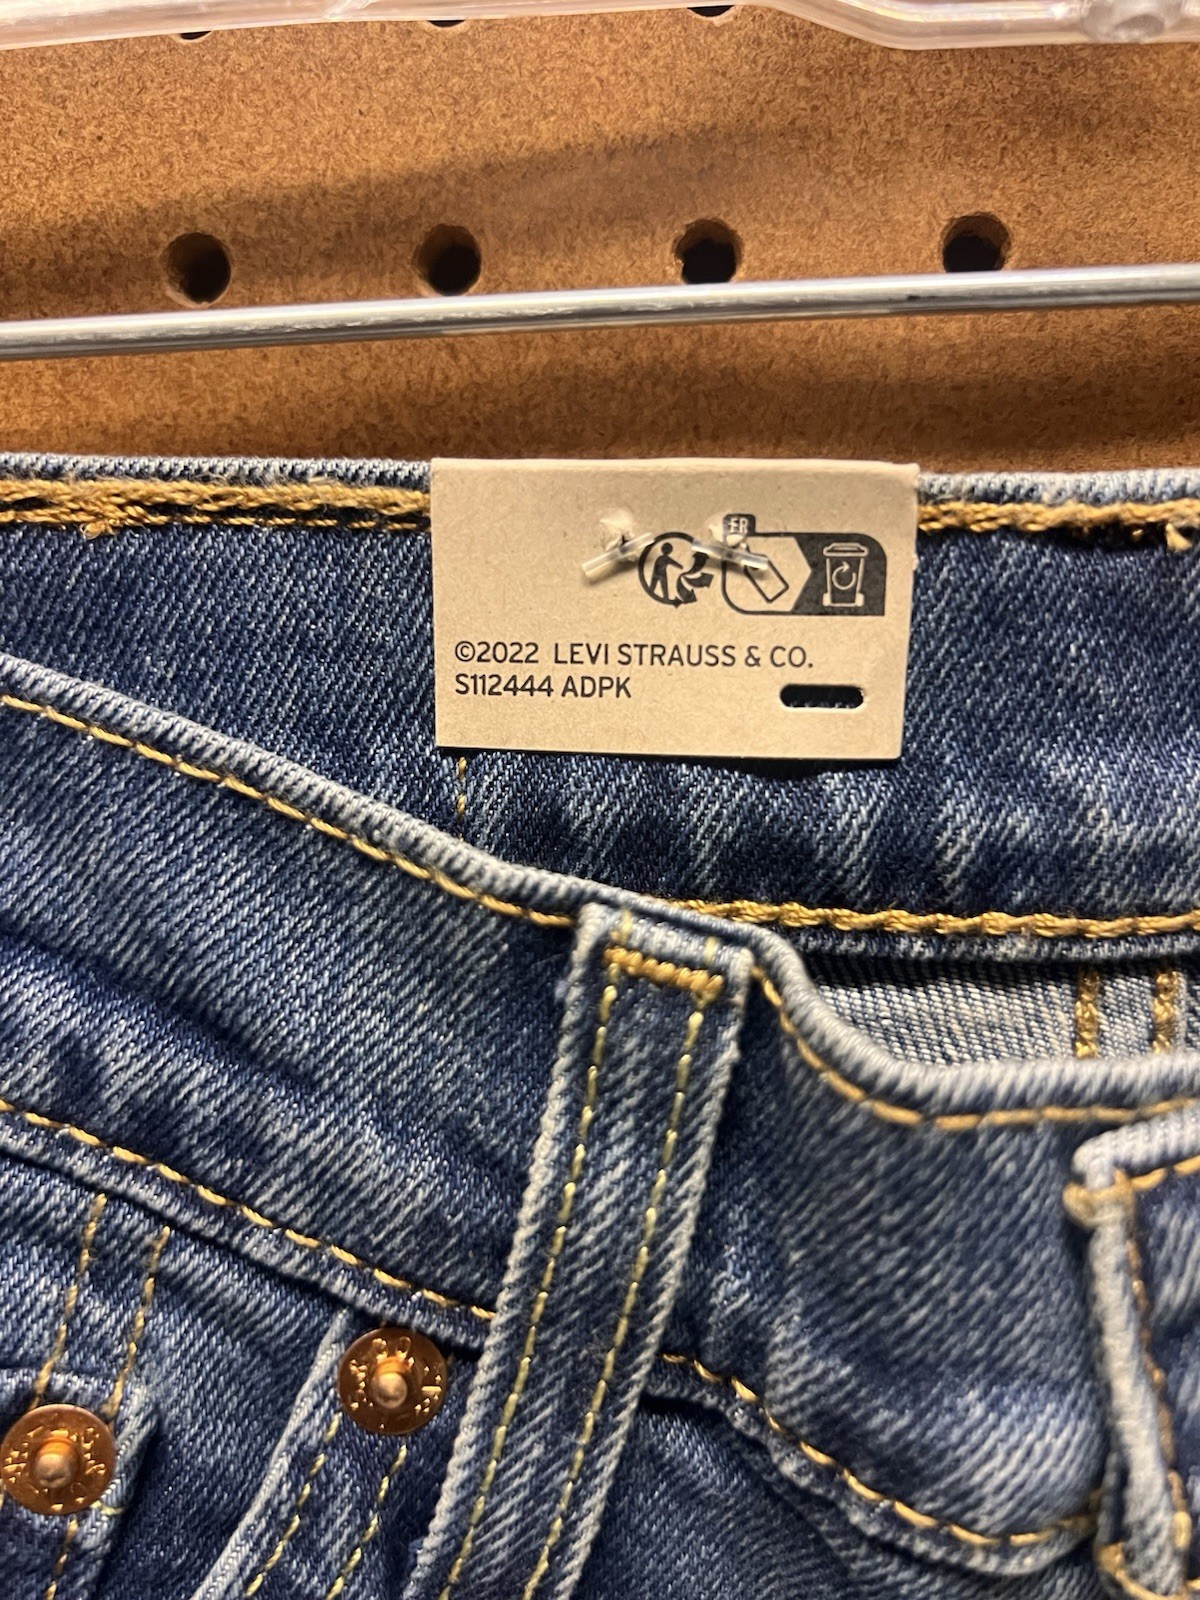 FR
©2022 LEVI STRAUSS & CO.
S112444 ADPK